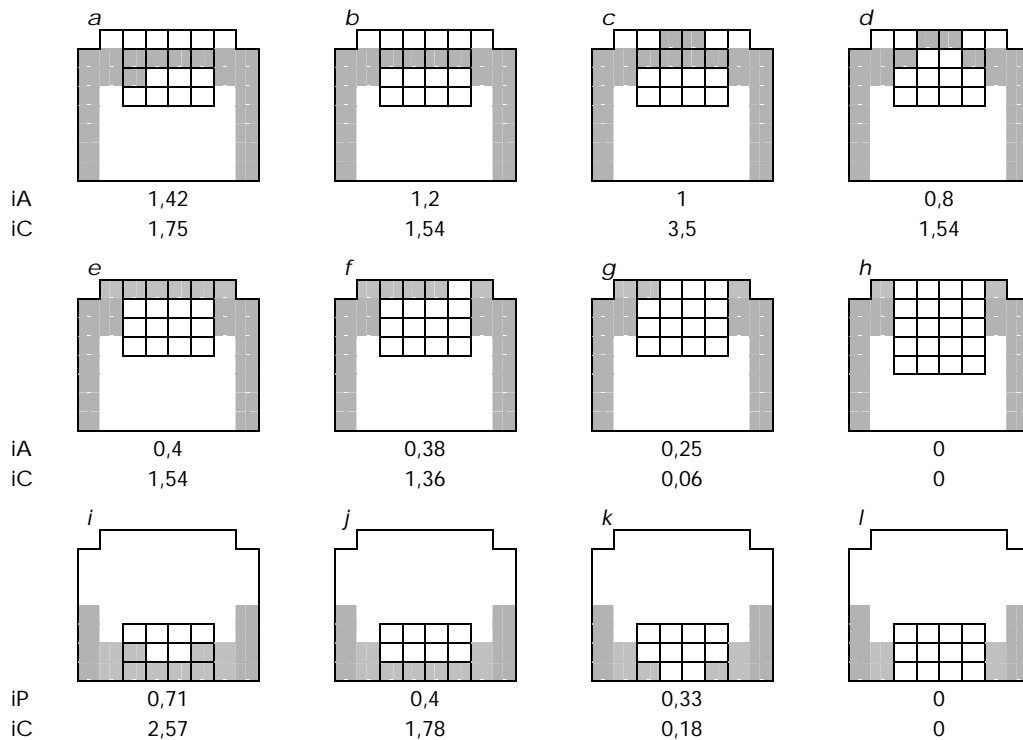 a b c d
iA 1,42 1,2 1 0,8
iC 1,75 1,54 3,5 1,54
e f g h
iA 0,4 0,38 0,25 0
iC 1,54 1,36 0,06 0
i j k l
iP 0,71 0,4 0,33 0
iC 2,57 1,78 0,18 0